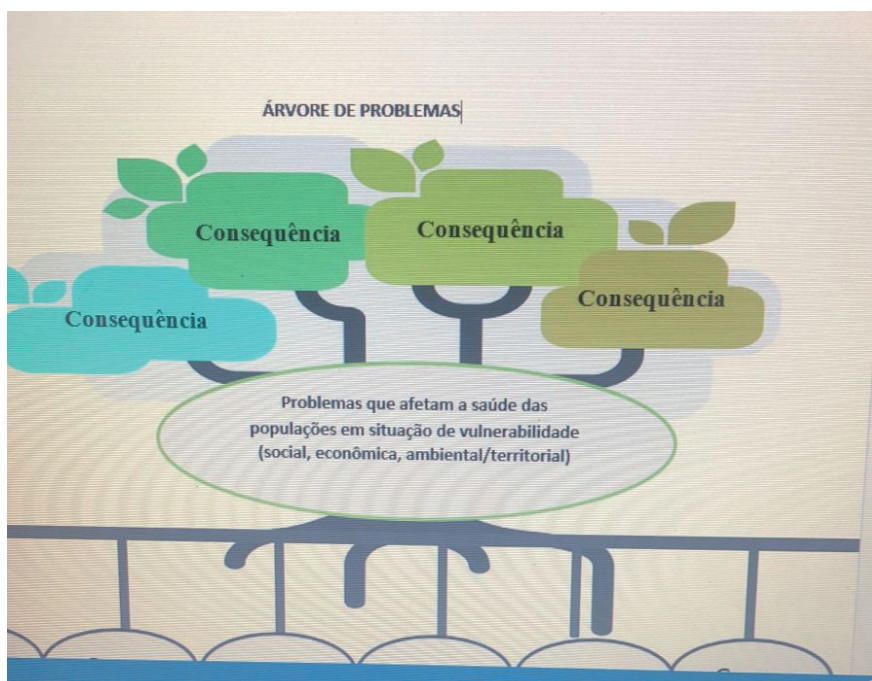 ÁRVORE DE PROBLEMAS
Consequência
Consequência
Consequência
Consequência
Problemas que afetam a saúde das
populações em situação de vulnerabilidade
(social, econômica, ambiental/territorial)